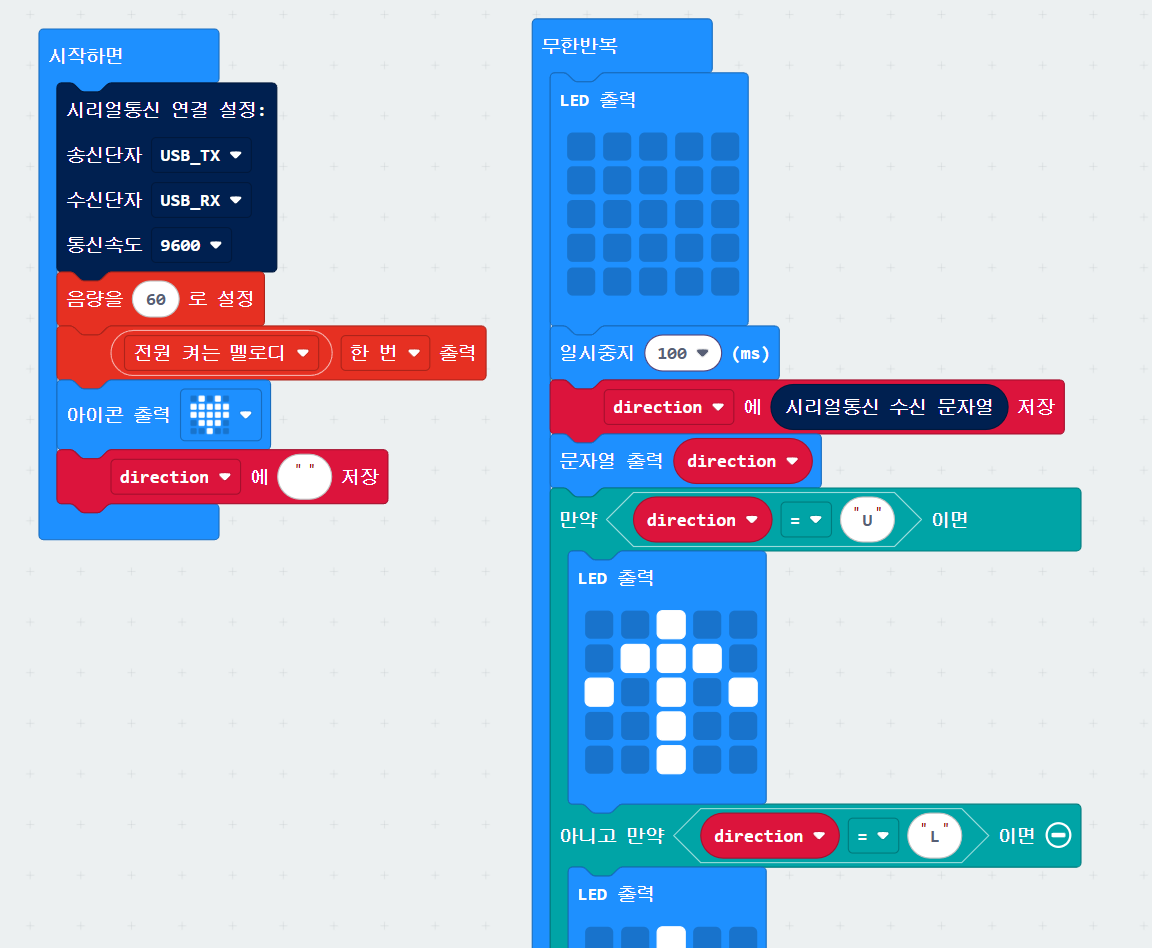 시작하면
시리얼통신 연결 설정:
송신단자 USB_TX
수신단자 USB_RX
통신속도 9600
음량을 60 로 설정
전원 켜는 멜로디 한 번 출력
아이콘 출력
direction 에 " " 저장
무한반복
LED 출력
일시중지 100 (ms)
direction 에 시리얼통신 수신 문자열 저장
문자열 출력 direction
만약 direction = "U" 이면
LED 출력
아니고 만약 direction = "L" 이면
LED 출력